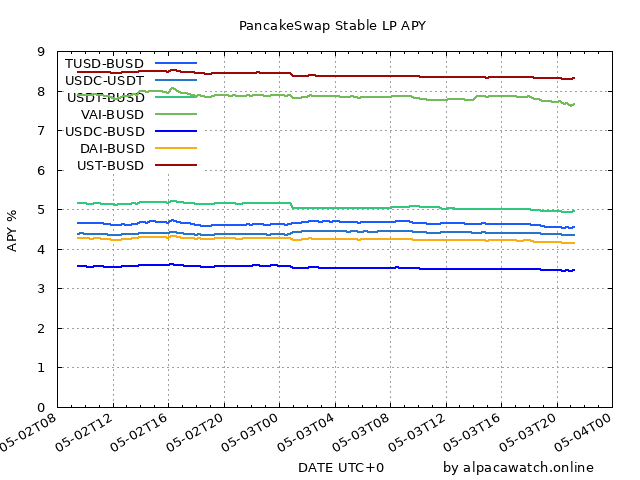 PancakeSwap Stable LP APY
9
8
7
6
5
4
3
2
1
0
APY %
TUSD-BUSD
USDC-USDT
USDT-BUSD
VAI-BUSD
USDC-BUSD
DAI-BUSD
UST-BUSD
05-02T08
05-02T12
05-02T16
05-02T20
05-03T00
05-03T04
05-03T08
05-03T12
05-03T16
05-03T20
05-04T00
DATE UTC+0
by alpacawatch.online